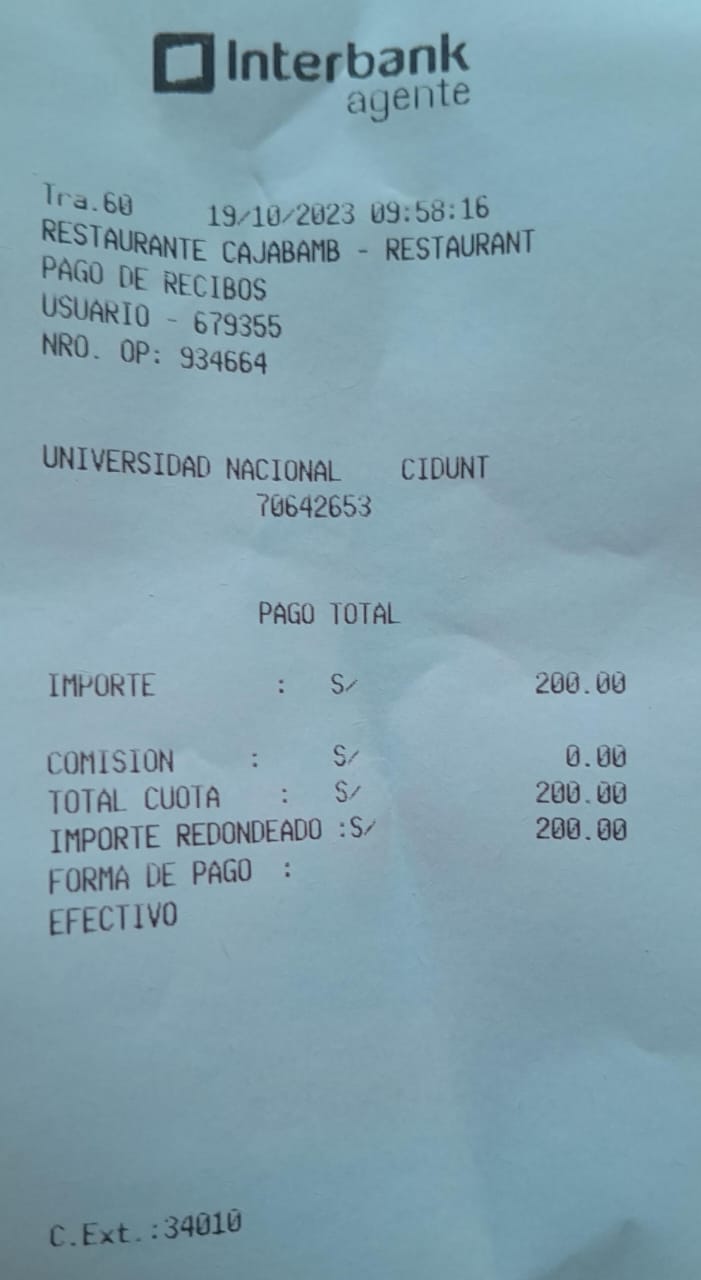 Interbank
agente
Tra.60 19/10/2023 09:58:16
RESTAURANTE CAJABAMB - RESTAURANT
PAGO DE RECIBOS
USUARIO - 679355
NRO. OP: 934664
UNIVERSIDAD NACIONAL CIDUNT
70642653
PAGO TOTAL
IMPORTE : S/ 200.00
COMISION : S/ 0.00
TOTAL CUOTA : S/ 200.00
IMPORTE REDONDEADO :S/ 200.00
FORMA DE PAGO :
EFECTIVO
C.Ext.:34010